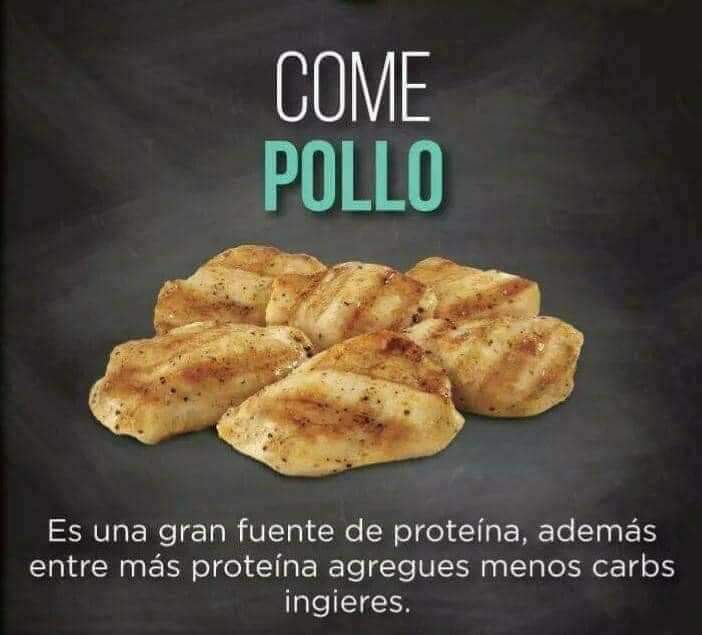 COME
POLLO
Es una gran fuente de proteína, además
entre más proteína agregues menos carbs
ingieres.